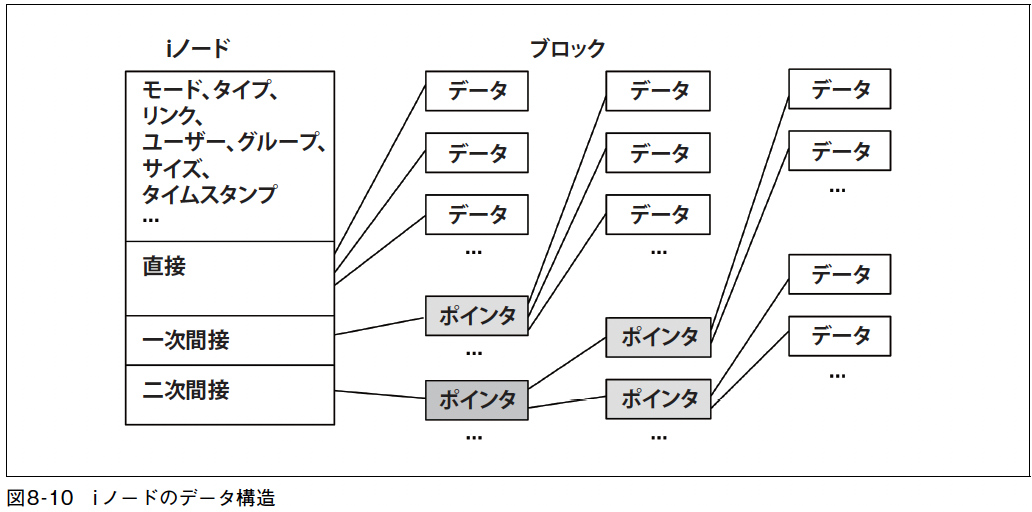 iノード
ブロック
モード、タイプ、
リンク、
ユーザー、グループ、
サイズ、
タイムスタンプ
...
直接
一次間接
二次間接
データ
データ
データ
...
ポインタ
...
ポインタ
...
データ
データ
データ
...
ポインタ
ポインタ
...
データ
データ
...
データ
データ
...
図8-10 iノードのデータ構造